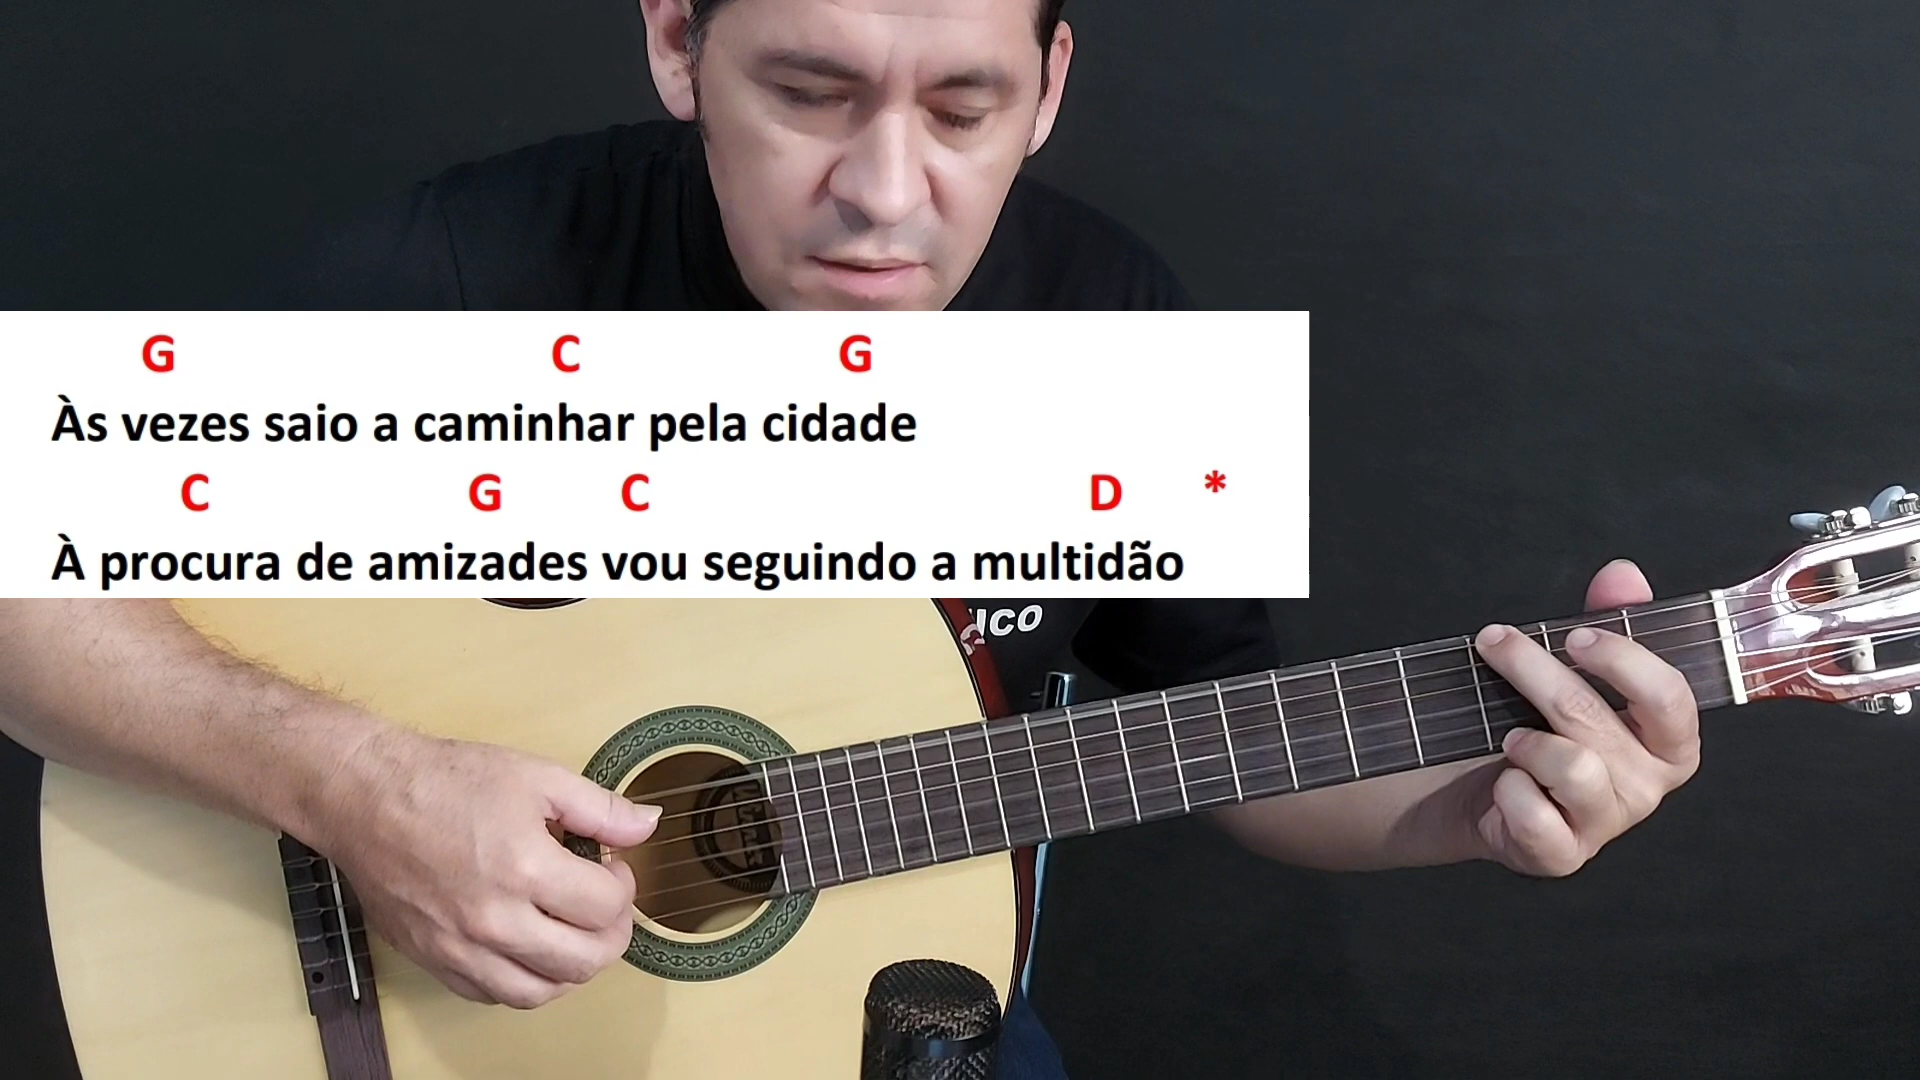 G C G
Às vezes saio a caminhar pela cidade
C G C D *
À procura de amizades vou seguindo a multidão